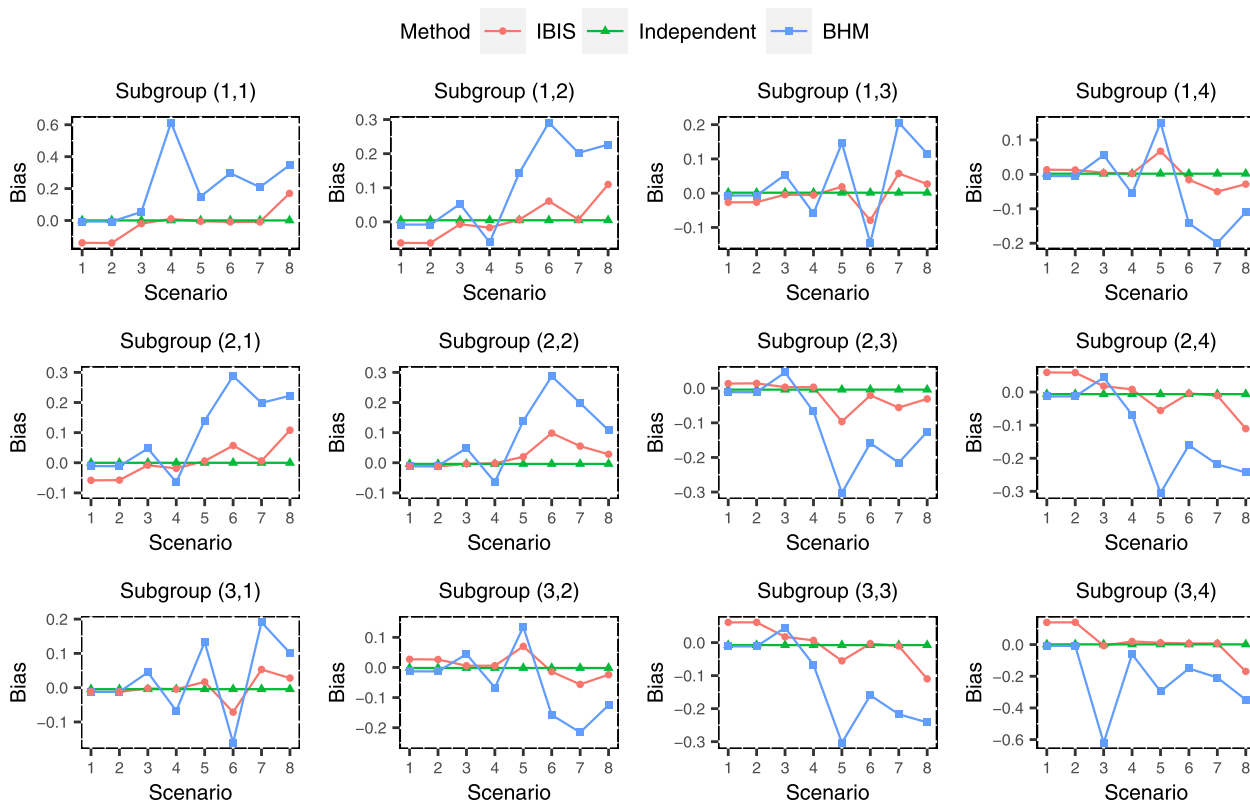 Method IBIS Independent BHM
Subgroup (1,1) Subgroup (1,2) Subgroup (1,3) Subgroup (1,4)
Bias 0.6 0.4 0.2 0.0
Bias 0.3 0.2 0.1 0.0
Bias 0.2 0.1 0.0 −0.1
Bias 0.1 0.0 −0.1 −0.2
1 2 3 4 5 6 7 8 1 2 3 4 5 6 7 8 1 2 3 4 5 6 7 8 1 2 3 4 5 6 7 8
Scenario Scenario Scenario Scenario
Subgroup (2,1) Subgroup (2,2) Subgroup (2,3) Subgroup (2,4)
Bias 0.3 0.2 0.1 0.0 −0.1
Bias 0.3 0.2 0.1 0.0 −0.1
Bias 0.0 −0.1 −0.2 −0.3
Bias 0.0 −0.1 −0.2 −0.3
1 2 3 4 5 6 7 8 1 2 3 4 5 6 7 8 1 2 3 4 5 6 7 8 1 2 3 4 5 6 7 8
Scenario Scenario Scenario Scenario
Subgroup (3,1) Subgroup (3,2) Subgroup (3,3) Subgroup (3,4)
Bias 0.2 0.1 0.0 −0.1
Bias 0.1 0.0 −0.1 −0.2
Bias 0.0 −0.1 −0.2 −0.3
Bias 0.0 −0.2 −0.4 −0.6
1 2 3 4 5 6 7 8 1 2 3 4 5 6 7 8 1 2 3 4 5 6 7 8 1 2 3 4 5 6 7 8
Scenario Scenario Scenario Scenario